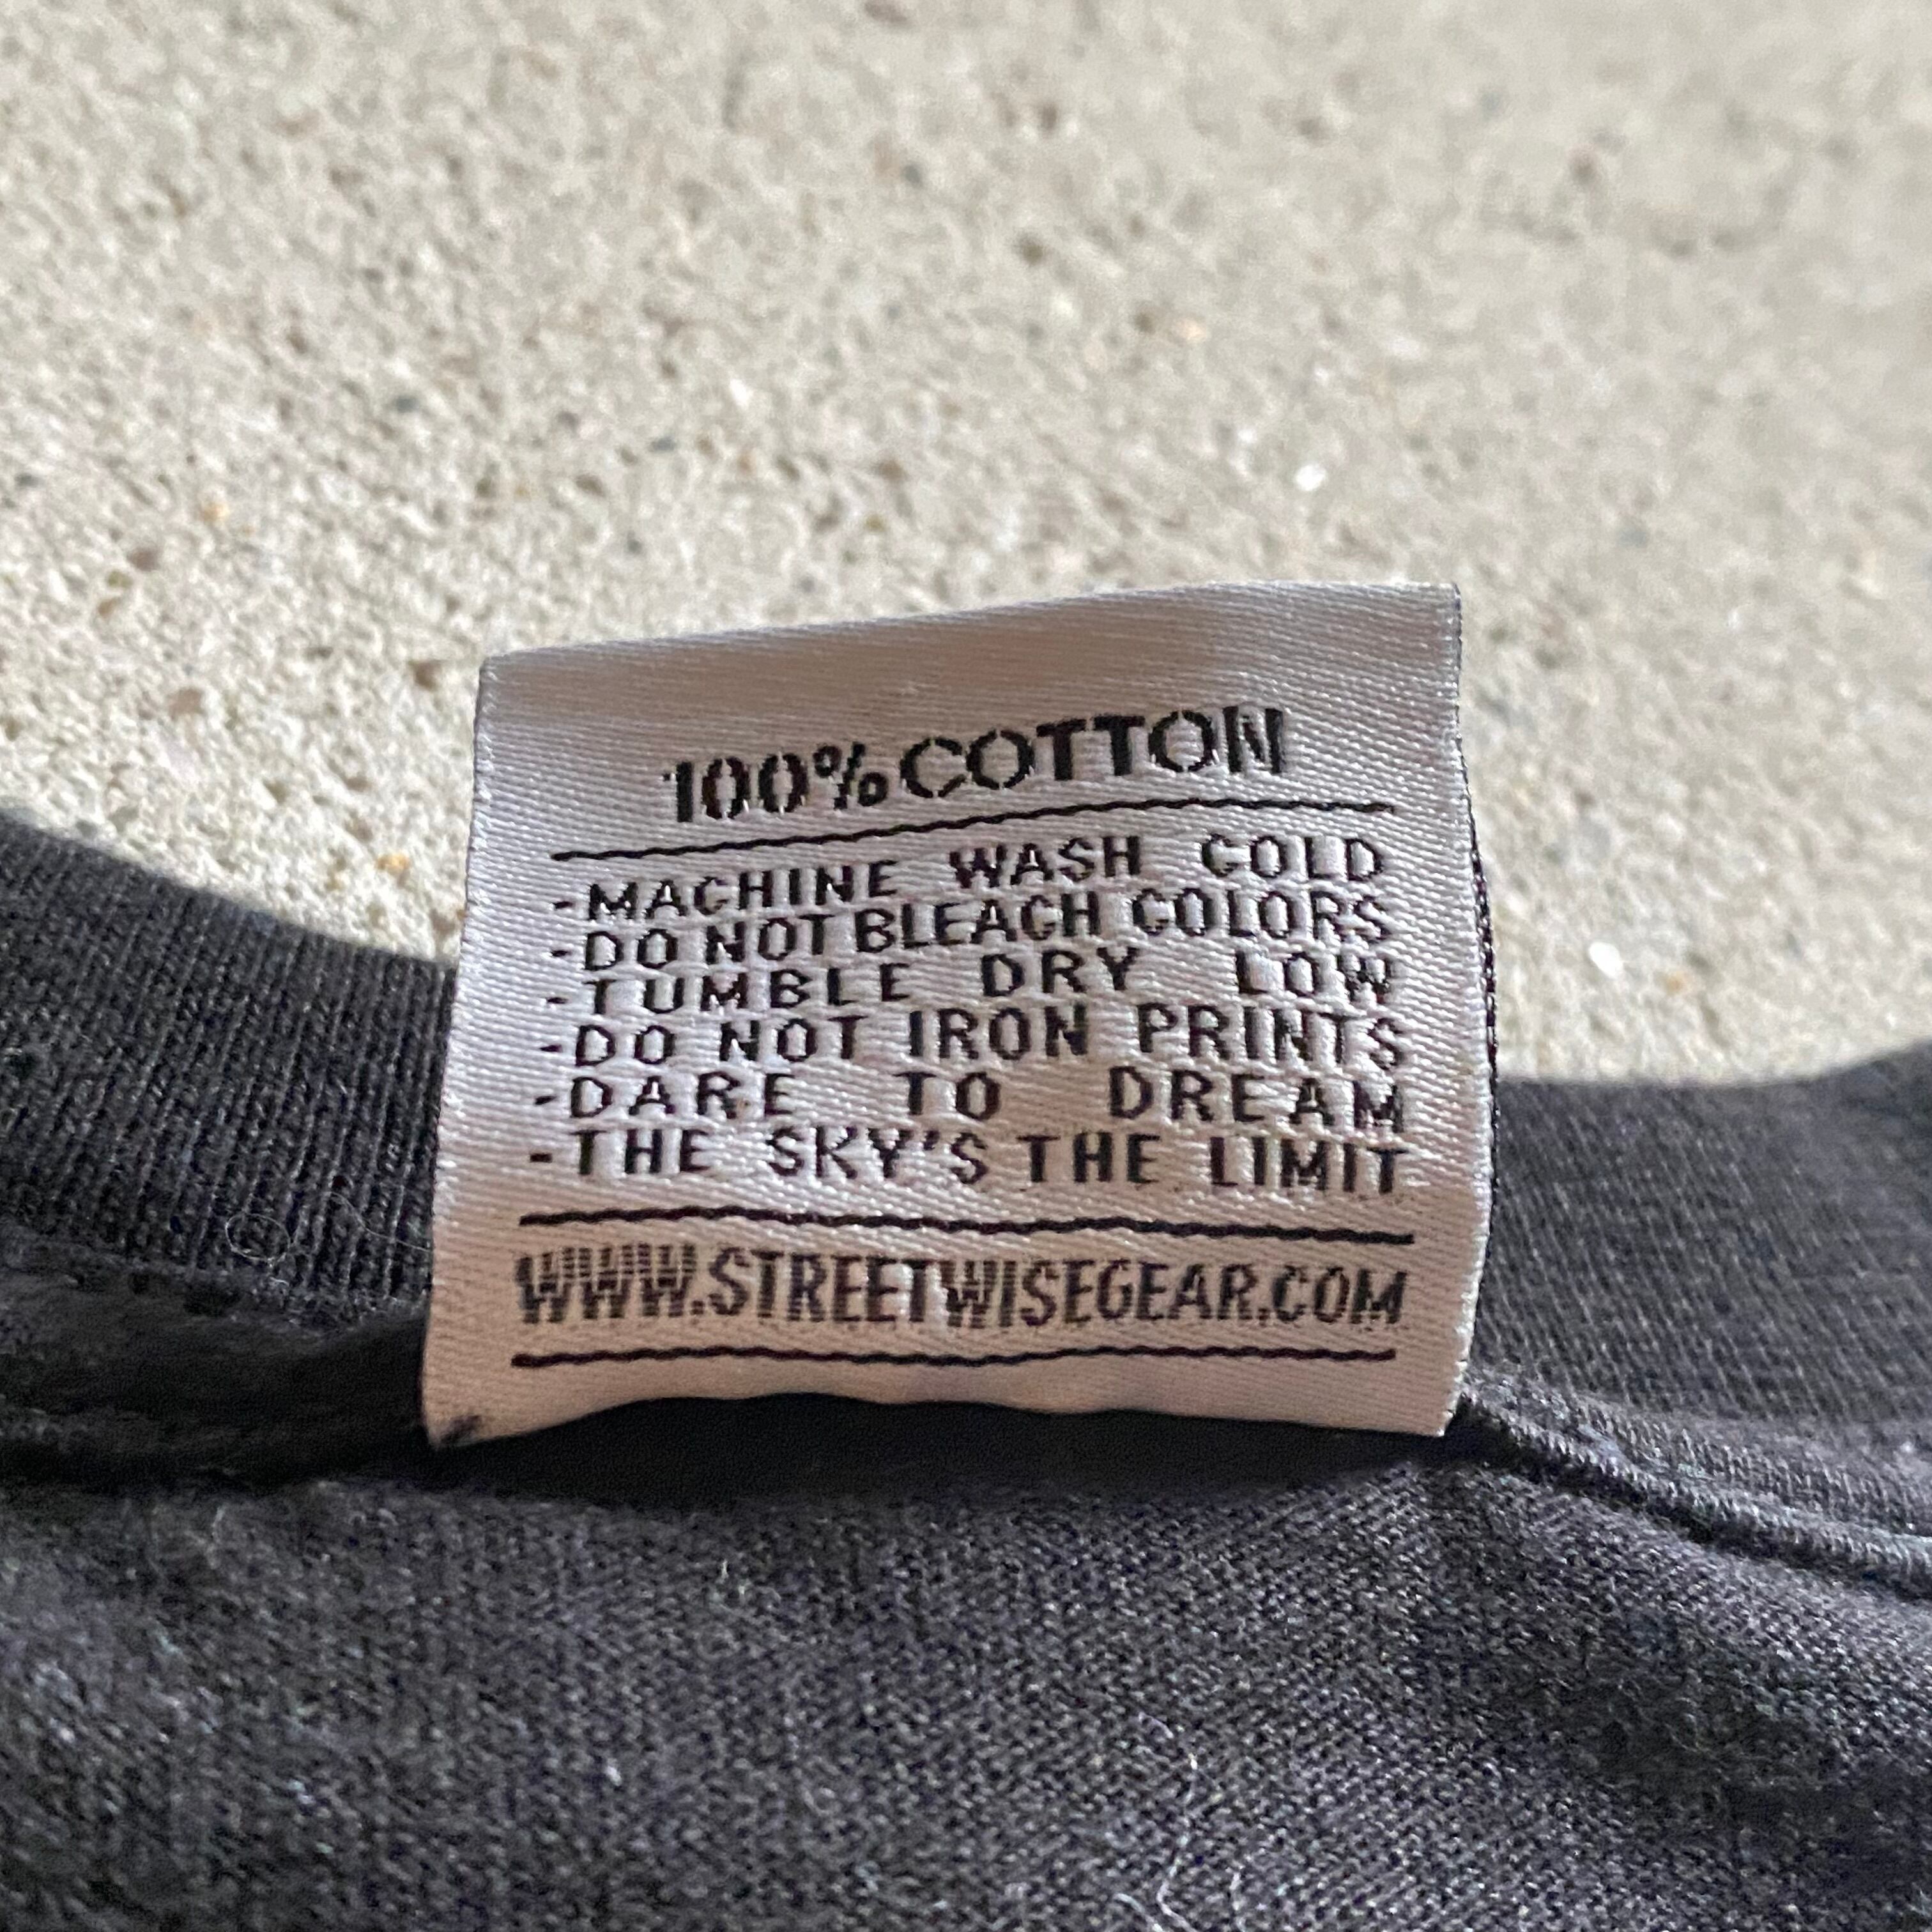 100% COTTON
-MACHINE WASH COLD
-DO NOT BLEACH COLORS
-TUMBLE DRY LOW
-DO NOT IRON PRINTS
-DARE TO DREAM
-THE SKY'S THE LIMIT
WWW.STREETWISEGEAR.COM